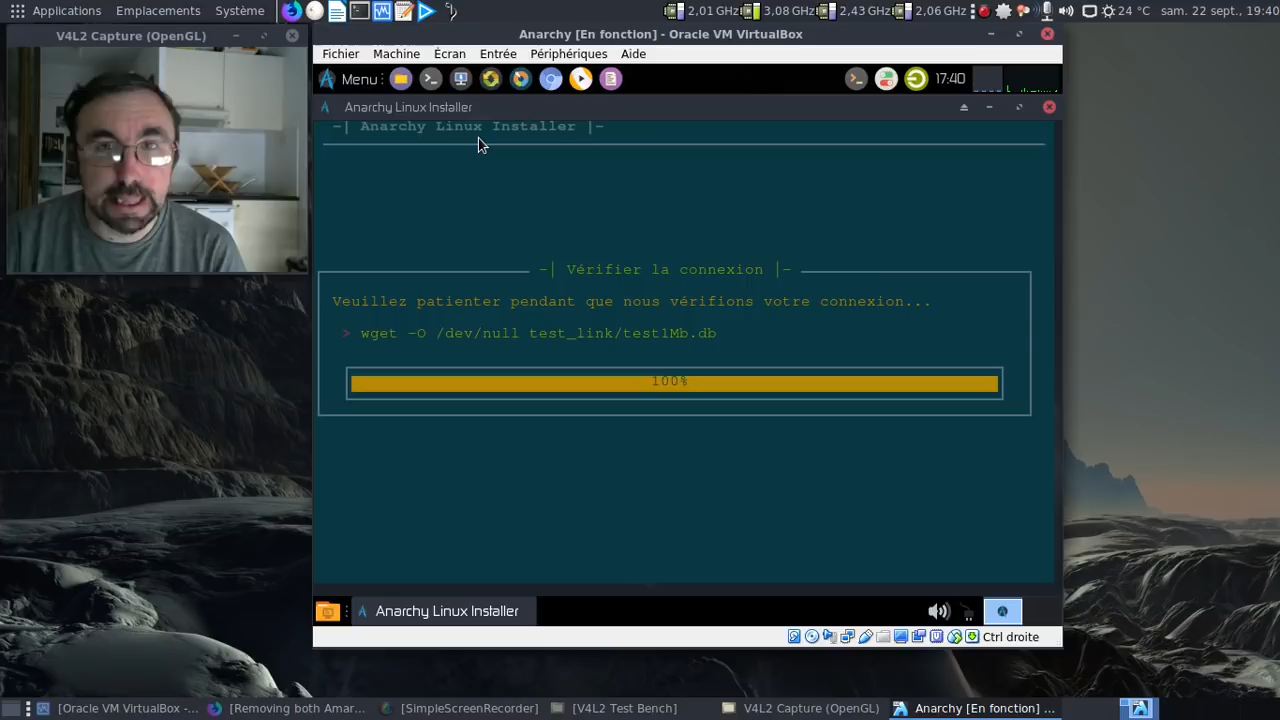 Applications Emplacements Système 2,01 GHz 3,08 GHz 2,43 GHz 2,06 GHz 24 °C sam. 22 sept., 19:40
V4L2 Capture (OpenGL)
Anarchy [En fonction] - Oracle VM VirtualBox
Fichier Machine Écran Entrée Périphériques Aide
Menu 17:40
Anarchy Linux Installer
-| Anarchy Linux Installer |-
-| Vérifier la connexion |-
Veuillez patienter pendant que nous vérifions votre connexion...
> wget -O /dev/null test_link/test1Mb.db
100%
Anarchy Linux Installer
Ctrl droite
[Oracle VM VirtualBox -... [Removing both Amar... [SimpleScreenRecorder] [V4L2 Test Bench] V4L2 Capture (OpenGL) Anarchy [En fonction] ...